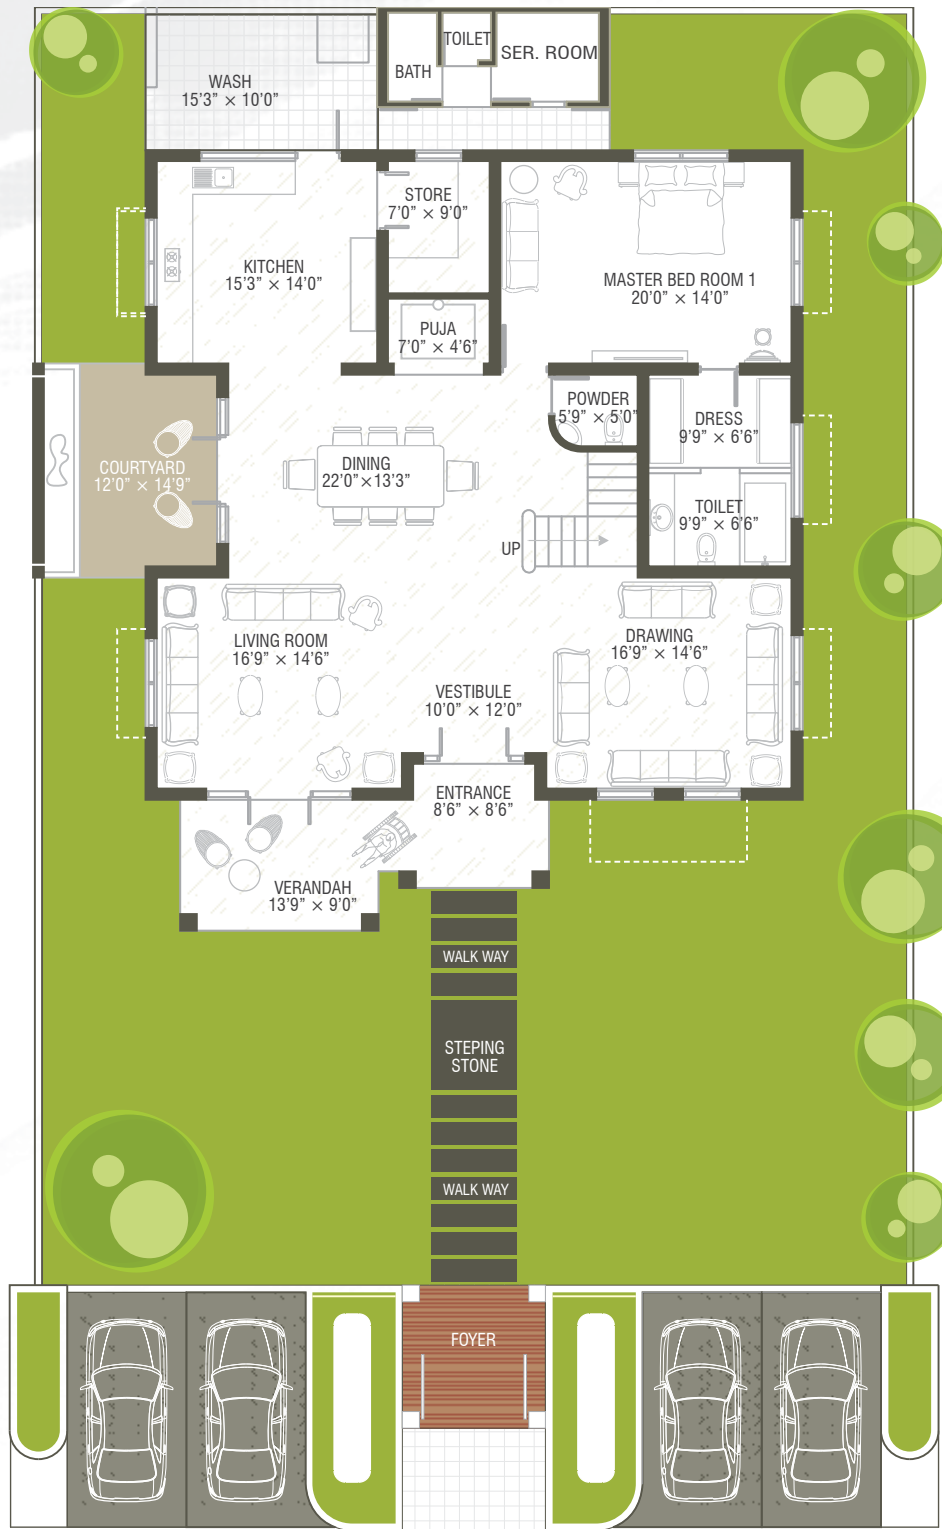 TOILET
SER. ROOM
BATH
WASH
15'3” × 10'0”
STORE
7'0” × 9'0”
KITCHEN
15'3” × 14'0”
MASTER BED ROOM 1
20'0” × 14'0”
PUJA
7'0” × 4'6”
POWDER
5'9” × 5'0”
DRESS
9'9” × 6'6”
COURTYARD
12'0” × 14'9”
DINING
22'0”×13'3”
TOILET
9'9” × 6'6”
UP
LIVING ROOM
16'9” × 14'6”
DRAWING
16'9” × 14'6”
VESTIBULE
10'0” × 12'0”
ENTRANCE
8'6” × 8'6”
VERANDAH
13'9” × 9'0”
WALK WAY
STEPING
STONE
WALK WAY
FOYER